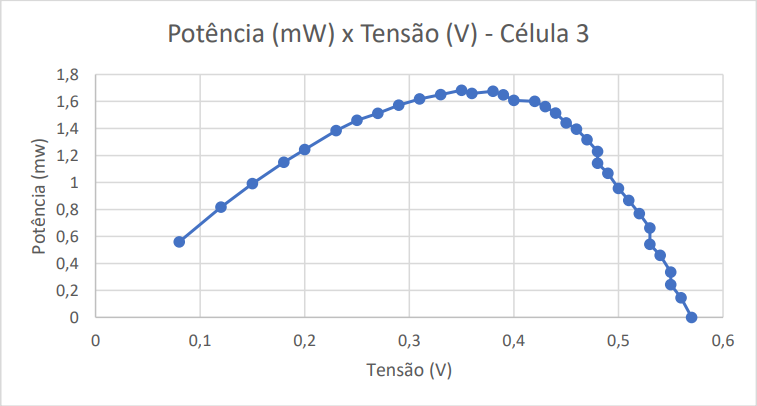 Potência (mW) x Tensão (V) - Célula 3
Potência (mw)
1,8
1,6
1,4
1,2
1
0,8
0,6
0,4
0,2
0
0 0,1 0,2 0,3 0,4 0,5 0,6
Tensão (V)